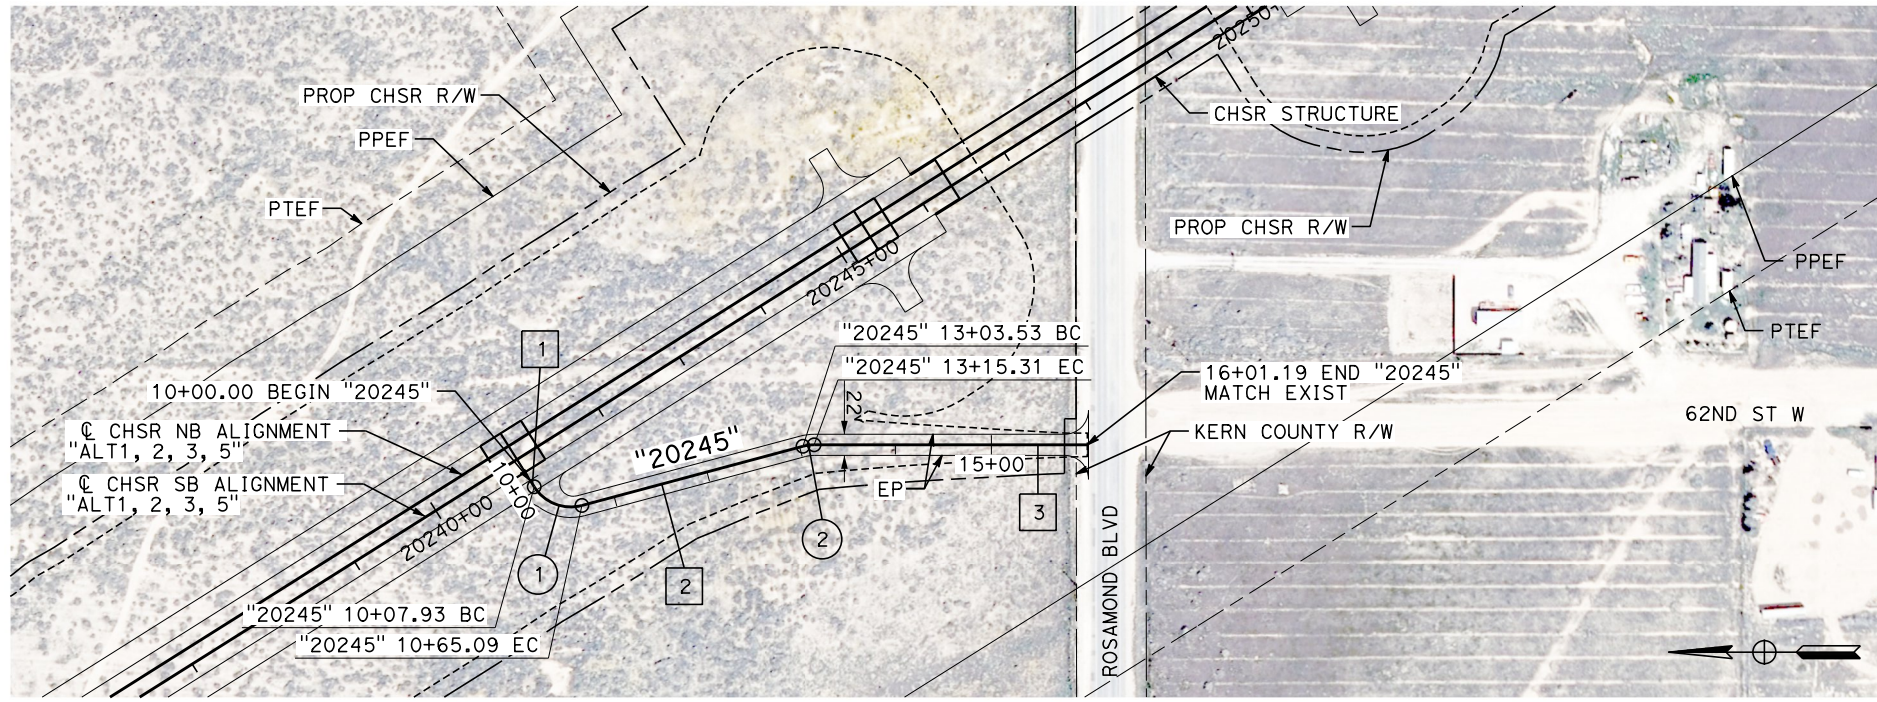 20250+
PROP CHSR R/W
PPEF
CHSR STRUCTURE
PTEF
PROP CHSR R/W
PPEF
20245+00
PTEF
"20245" 13+03.53 BC
1
"20245" 13+15.31 EC
16+01.19 END "20245"
MATCH EXIST
10+00.00 BEGIN "20245"
22'
62ND ST W
℄ CHSR NB ALIGNMENT
"ALT1, 2, 3, 5"
KERN COUNTY R/W
"20245"
15+00
℄ CHSR SB ALIGNMENT
"ALT1, 2, 3, 5"
10+00
EP
20240+00
3
2
1
2
ROSAMOND BLVD
"20245" 10+07.93 BC
"20245" 10+65.09 EC